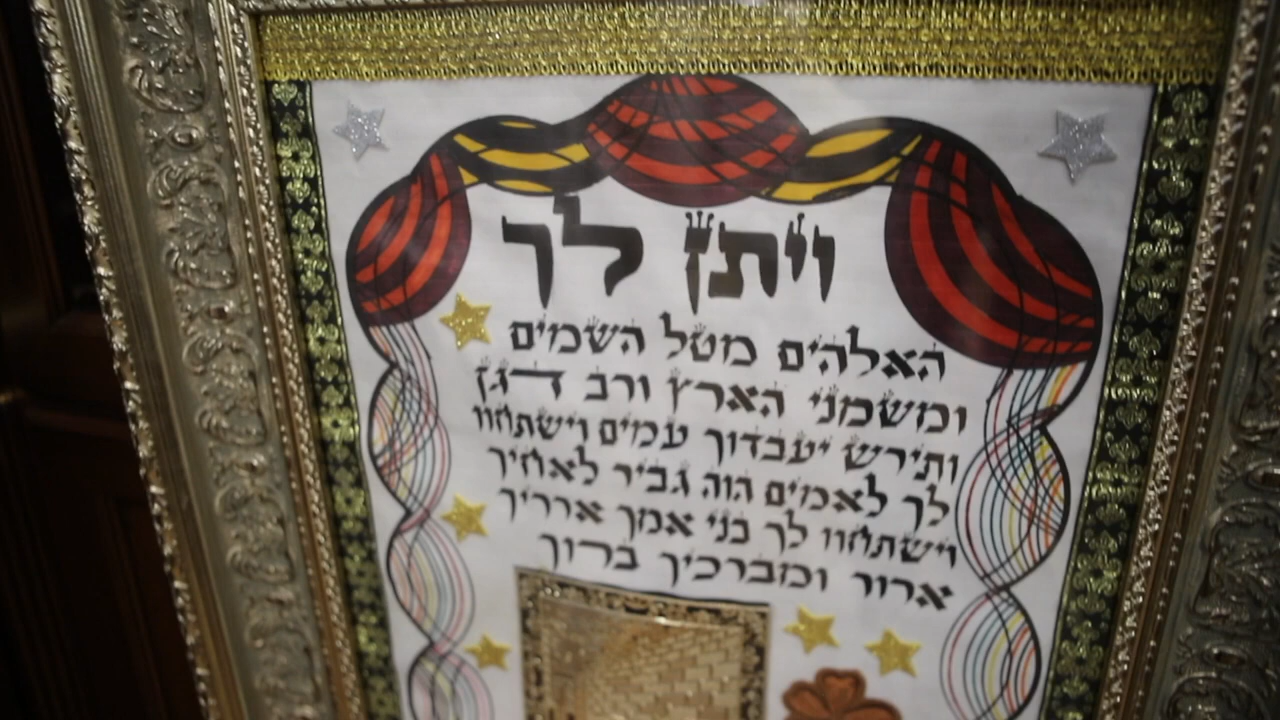 ויתן לך
האלהים מטל השמים
ומשמני הארץ ורב דגן
ותירש יעבדוך עמים וישתחוו
לך לאמים הוה גביר לאחיך
וישתחוו לך בני אמך ארריך
ארור ומברכיך ברוך